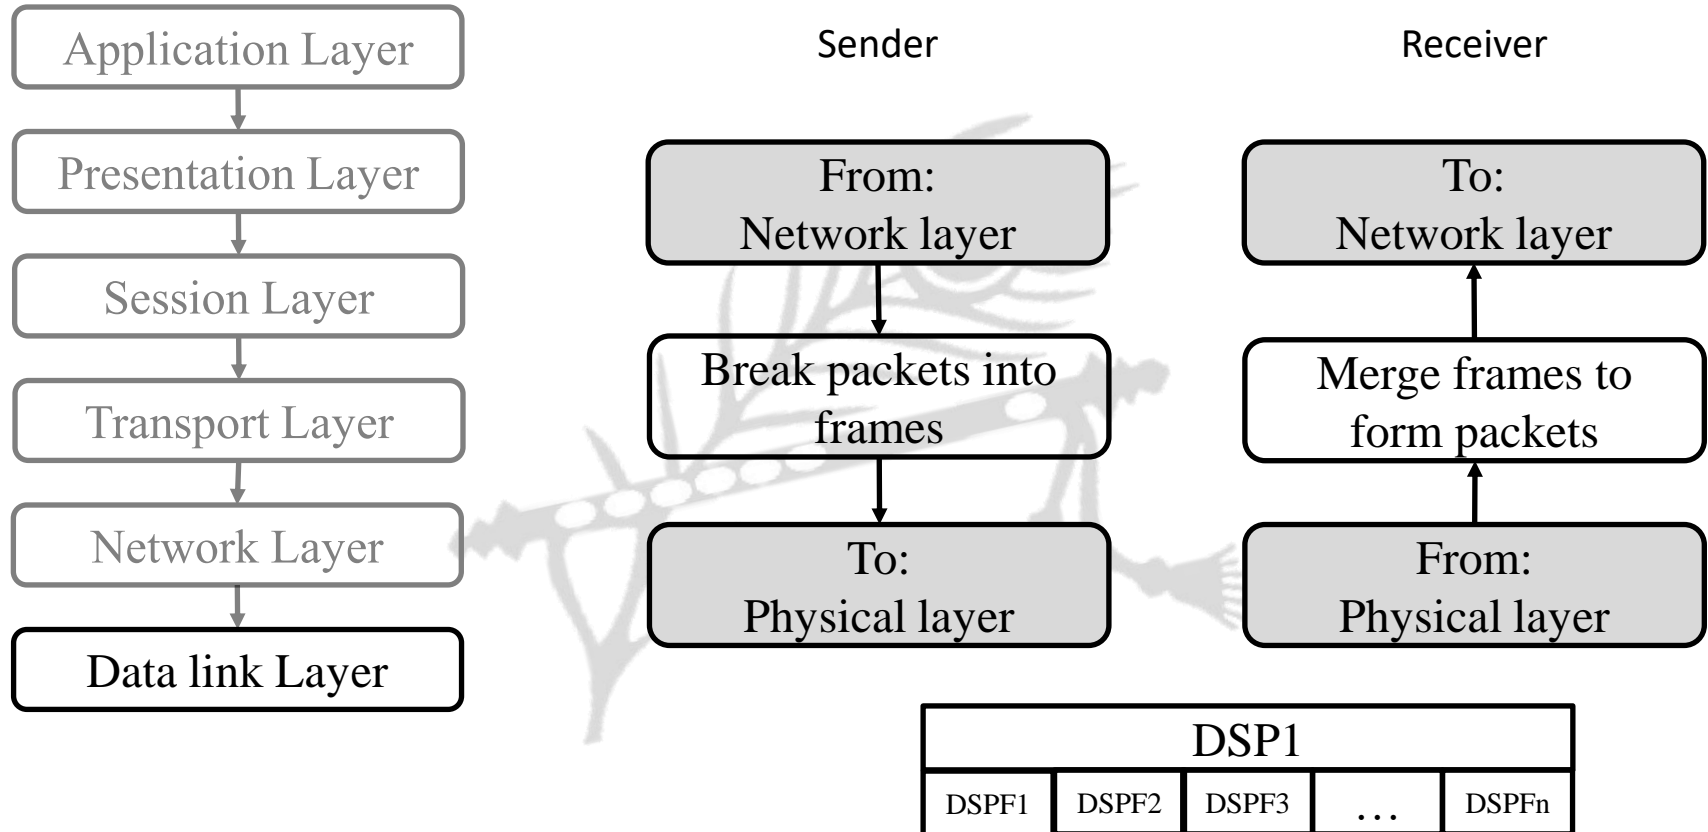 Application Layer
Presentation Layer
Session Layer
Transport Layer
Network Layer
Data link Layer
Sender
From:
Network layer
Break packets into
frames
To:
Physical layer
Receiver
To:
Network layer
Merge frames to
form packets
From:
Physical layer
DSP1
DSPF1 DSPF2 DSPF3 ... DSPFn